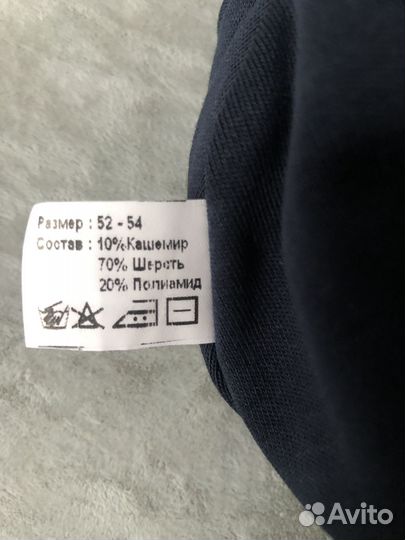 Размер : 52 - 54
Состав : 10%Кашемир
70% Шерсть
20% Полиамид
Avito